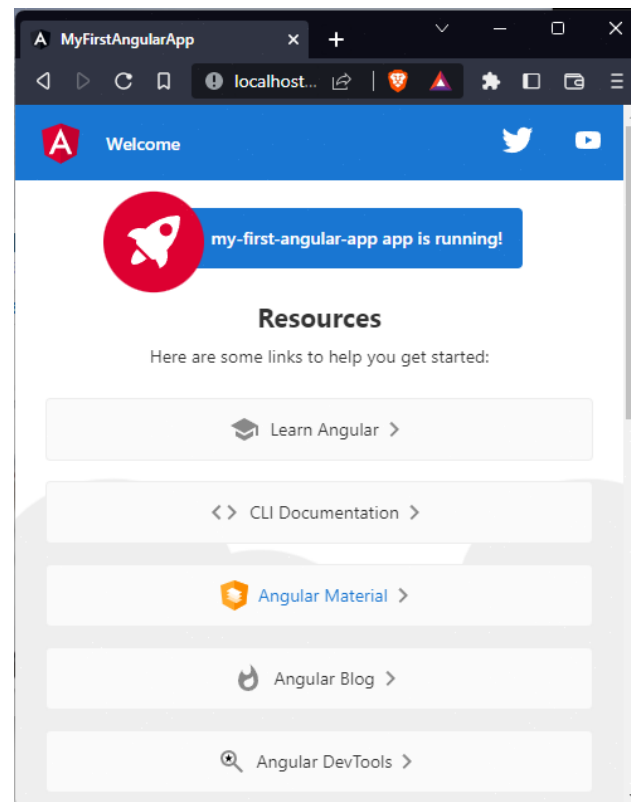 MyFirstAngularApp
localhost...
Welcome
my-first-angular-app app is running!
Resources
Here are some links to help you get started:
Learn Angular
CLI Documentation
Angular Material
Angular Blog
Angular DevTools